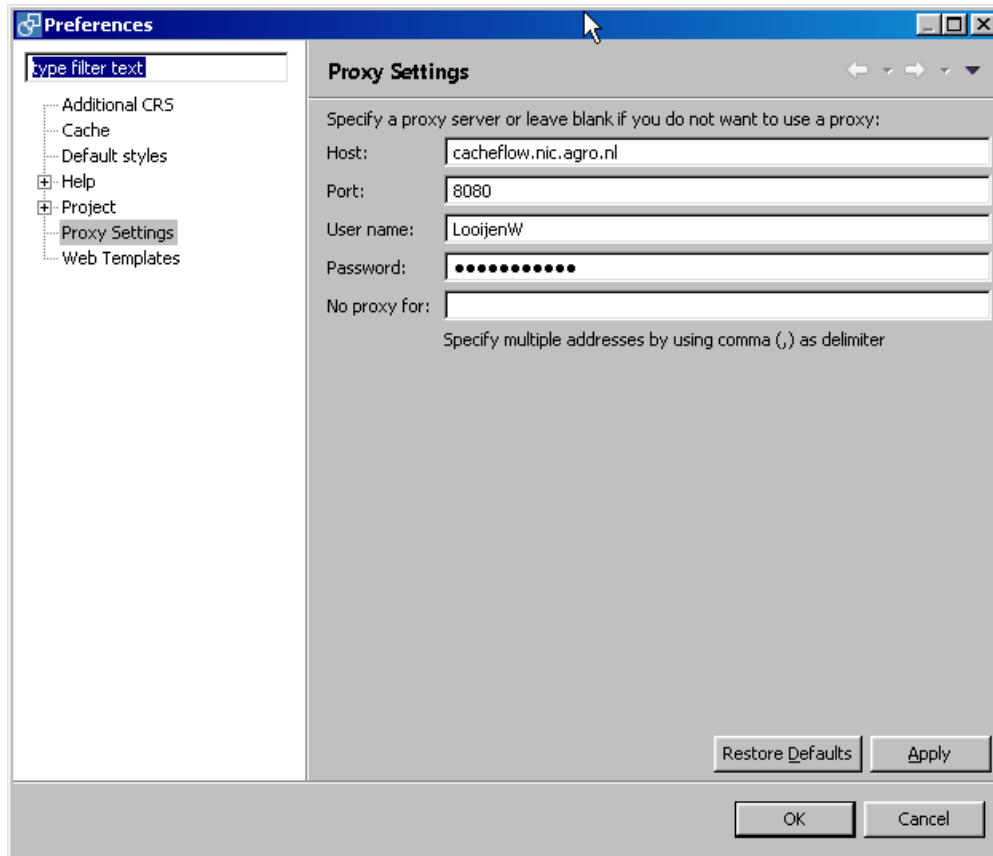 Preferences
type filter text
Additional CRS
Cache
Default styles
Help
Project
Proxy Settings
Web Templates
Proxy Settings
Specify a proxy server or leave blank if you do not want to use a proxy:
Host: cacheflow.nic.agro.nl
Port: 8080
User name: LooijenW
Password: ●●●●●●●●●●●
No proxy for:
Specify multiple addresses by using comma (,) as delimiter
Restore Defaults Apply
OK Cancel